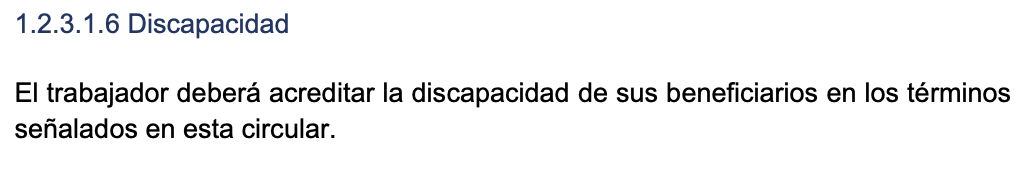 1.2.3.1.6 Discapacidad
El trabajador deberá acreditar la discapacidad de sus beneficiarios en los términos
señalados en esta circular.